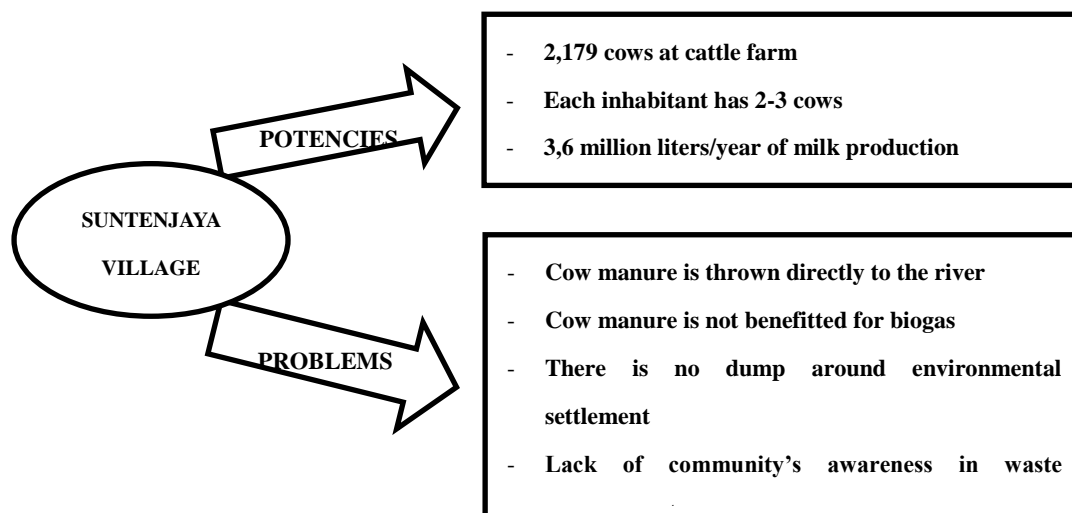 - 2,179 cows at cattle farm
- Each inhabitant has 2-3 cows
- 3,6 million liters/year of milk production
POTENCIES
SUNTENJAYA
VILLAGE
PROBLEMS
- Cow manure is thrown directly to the river
- Cow manure is not benefitted for biogas
- There is no dump around environmental
settlement
- Lack of community’s awareness in waste